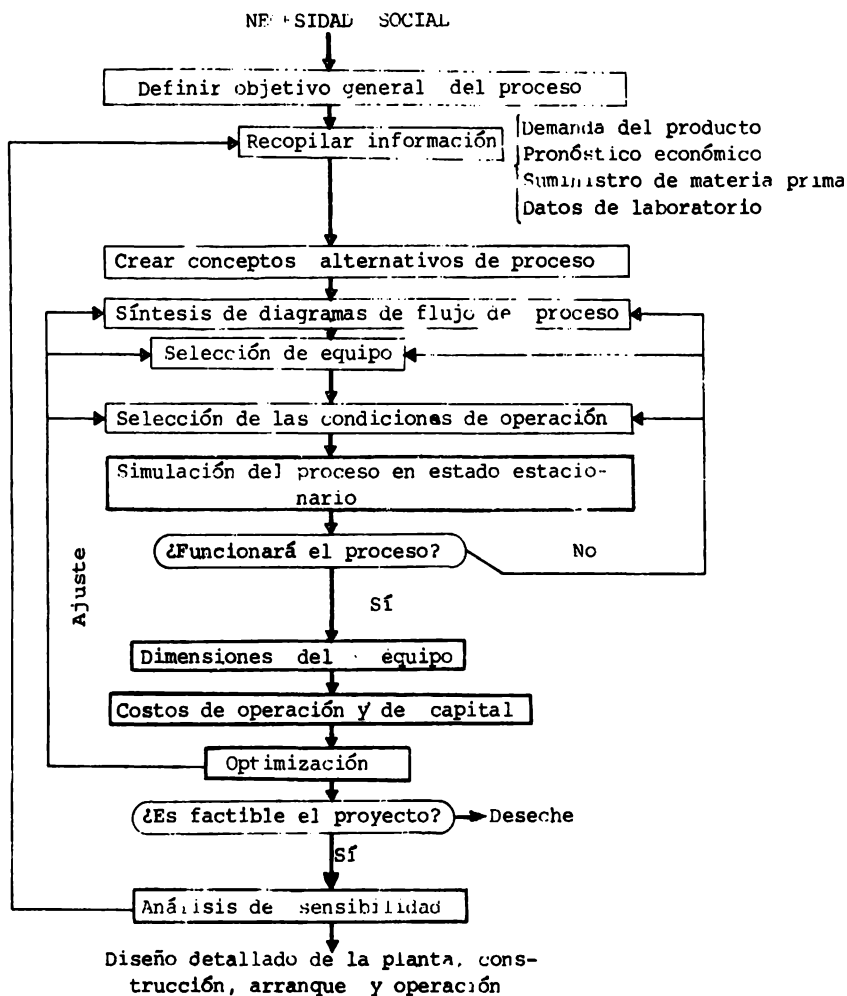 NECESIDAD SOCIAL
Definir objetivo general del proceso
Recopilar información
Demanda del producto
Pronóstico económico
Suministro de materia prima
Datos de laboratorio
Crear conceptos alternativos de proceso
Síntesis de diagramas de flujo de proceso
Selección de equipo
Selección de las condiciones de operación
Simulación del proceso en estado estacio-
nario
¿Funcionará el proceso?
No
Sí
Ajuste
Dimensiones del equipo
Costos de operación y de capital
Optimización
¿Es factible el proyecto?
Deseche
Sí
Análisis de sensibilidad
Diseño detallado de la planta, cons-
trucción, arranque y operación